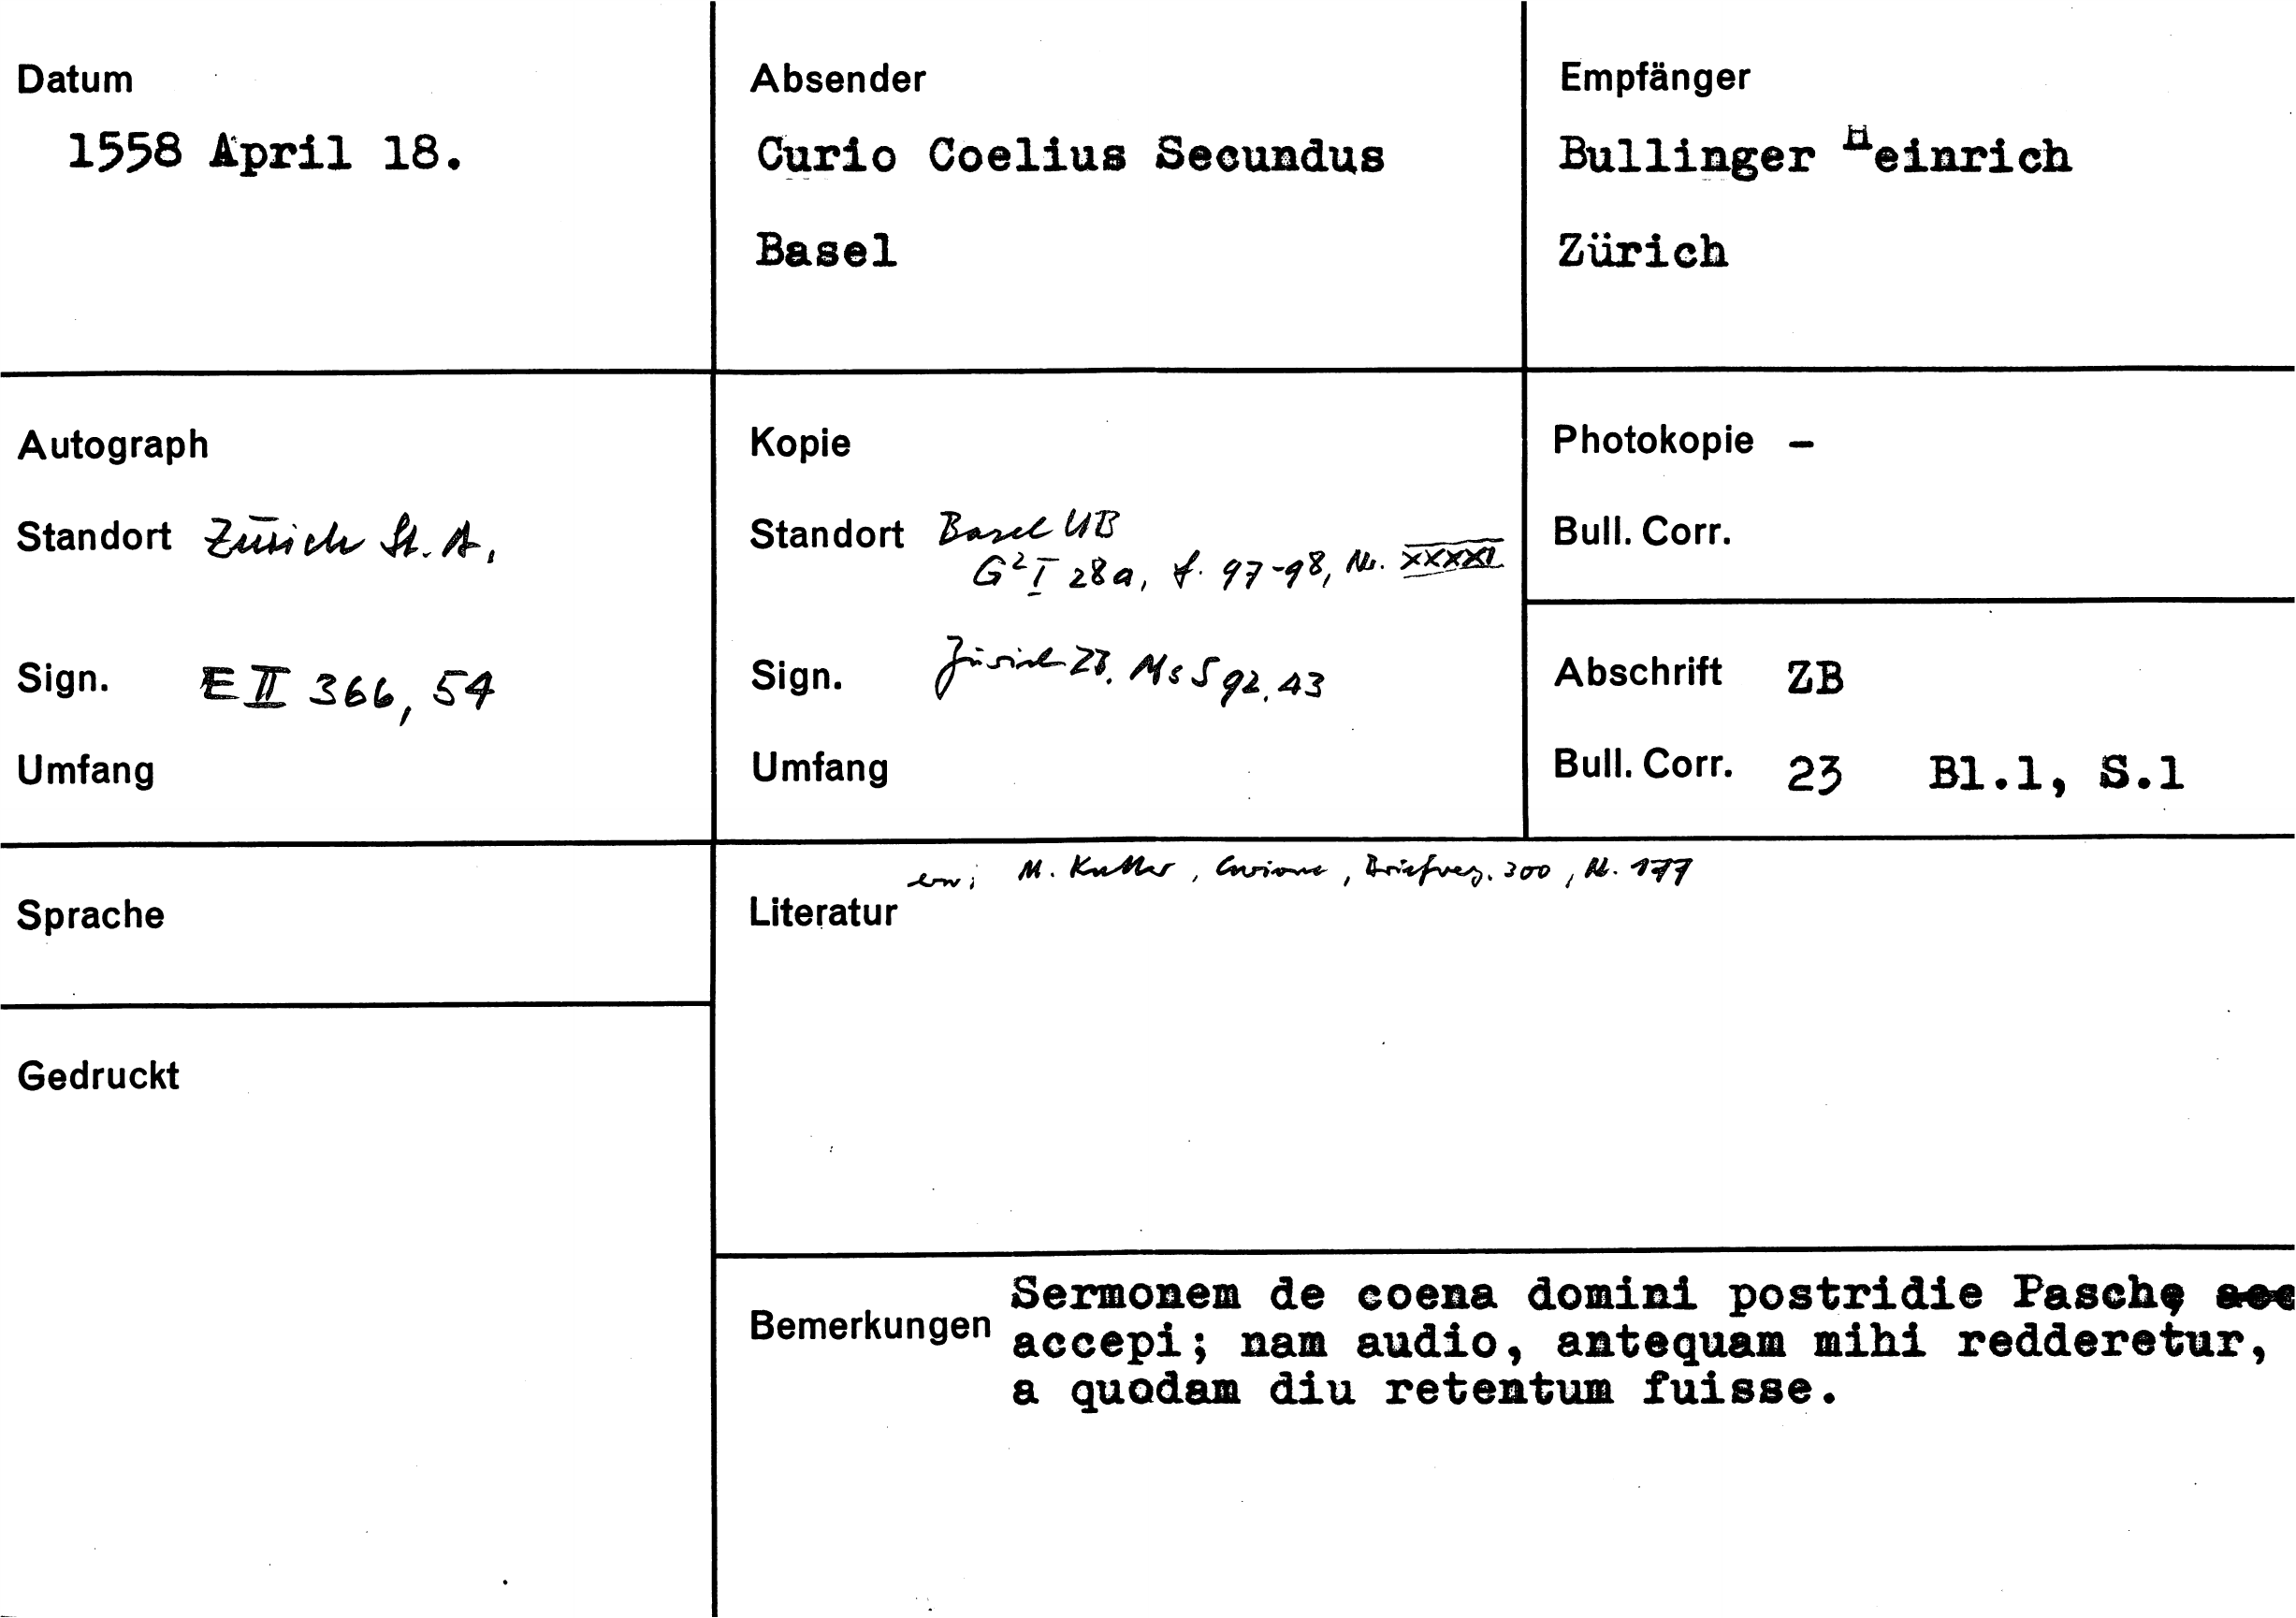 Datum
1558 April 18.
Absender
Curio Coelius Secundus
Basel
Empfänger
Bullinger Heinrich
Zürich
Autograph
Standort Zürich St. A.
Sign. E II 366, 54
Umfang
Kopie
Standort Basel UB
G² I 28a, f. 97-98, Nr. XXXXI
Sign. Zürich ZB. Ms S 92, 43
Umfang
Photokopie -
Bull. Corr.
Abschrift ZB
Bull. Corr. 23 Bl.1, S.1
Sprache
Gedruckt
Literatur
M. Kutter, Curione, Briefverz. 300, Nr. 177
Bemerkungen
Sermonem de coena domini postridie Paschę acc
accepi; nam audio, antequam mihi redderetur,
a quodam diu retentum fuisse.